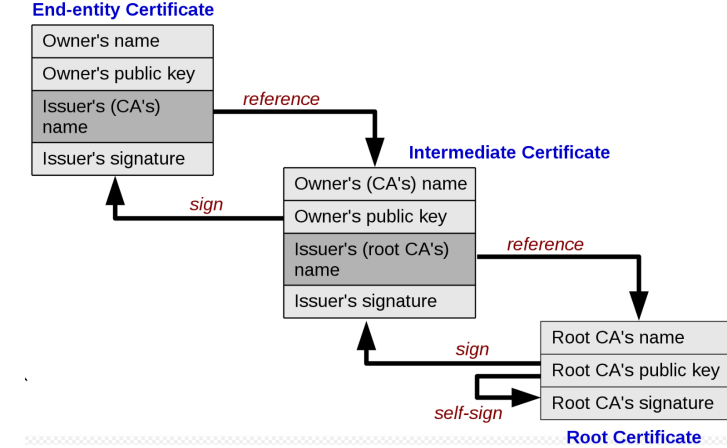 End-entity Certificate
Owner's name
Owner's public key
Issuer's (CA's)
name
Issuer's signature
reference
sign
Intermediate Certificate
Owner's (CA's) name
Owner's public key
Issuer's (root CA's)
name
Issuer's signature
reference
sign
self-sign
Root CA's name
Root CA's public key
Root CA's signature
Root Certificate